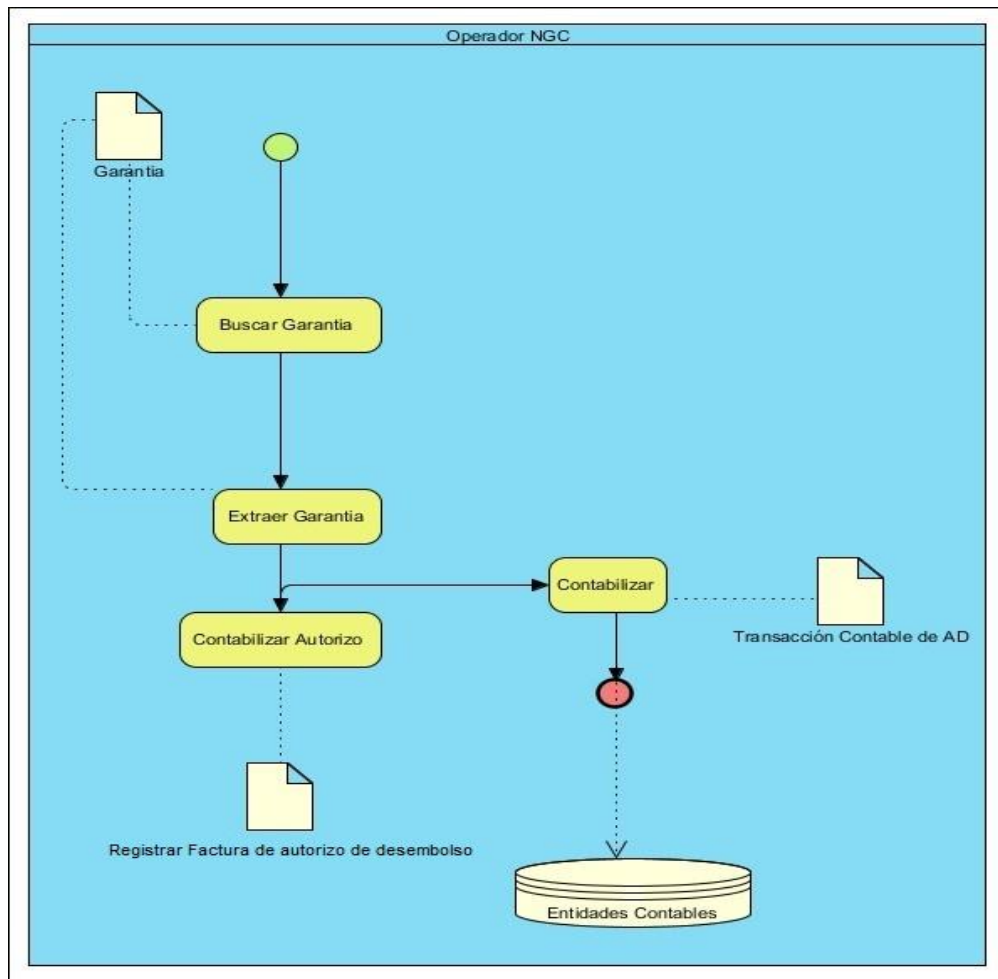 Operador NGC
Garantia
Buscar Garantia
Extraer Garantia
Contabilizar
Contabilizar Autorizo
Transacción Contable de AD
Registrar Factura de autorizo de desembolso
Entidades Contables